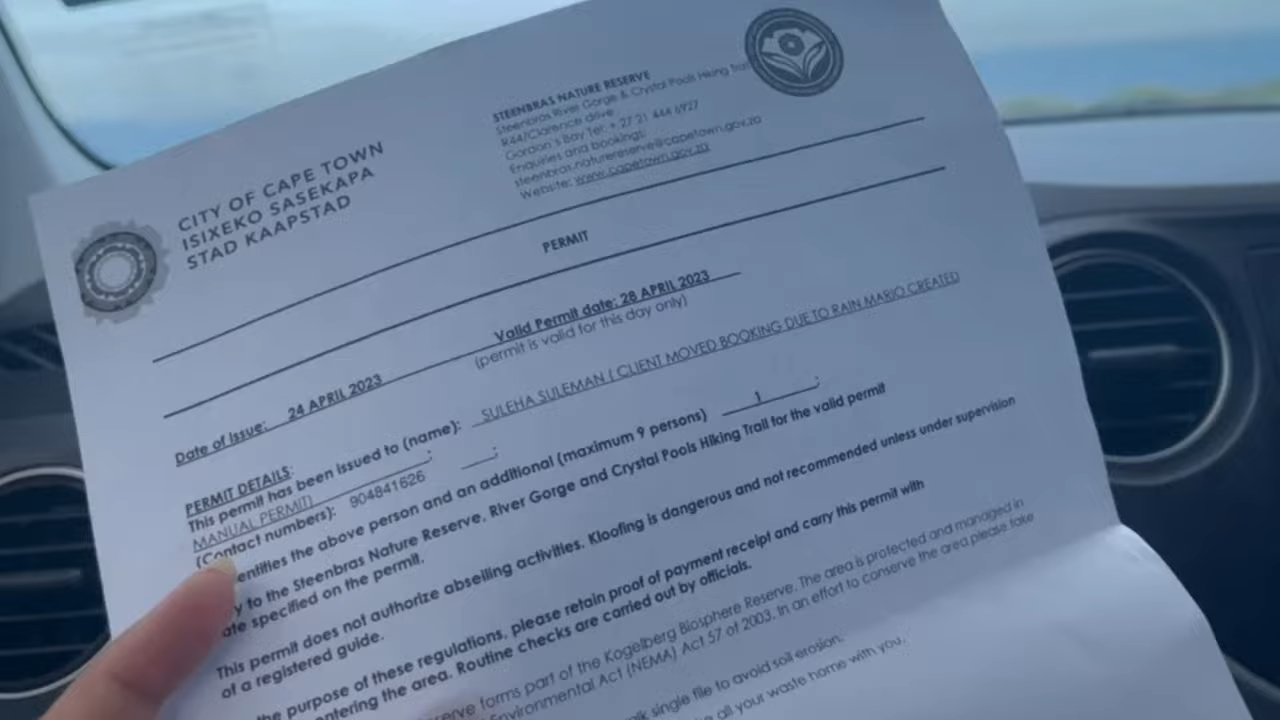 CITY OF CAPE TOWN
ISIXEKO SASEKAPA
STAD KAAPSTAD
STEENBRAS NATURE RESERVE
Steenbras River Gorge & Crystal Pools Hiking Trail
R44/Clarence drive
Gordon's Bay Tel: + 27 21 444 6927
Enquiries and bookings:
steenbras.naturereserve@capetown.gov.za
Website: www.capetown.gov.za
PERMIT
Date of Issue: 24 APRIL 2023 Valid Permit date: 28 APRIL 2023
(permit is valid for this day only)
PERMIT DETAILS:
This permit has been issued to (name): SULEHA SULEMAN ( CLIENT MOVED BOOKING DUE TO RAIN MARIO CREATED
MANUAL PERMIT) ;
(Contact numbers): 904841626 ;
entitles the above person and an additional (maximum 9 persons) 1 ;
y to the Steenbras Nature Reserve, River Gorge and Crystal Pools Hiking Trail for the valid permit
ate specified on the permit.
This permit does not authorize abseiling activities. Kloofing is dangerous and not recommended unless under supervision
of a registered guide.
the purpose of these regulations, please retain proof of payment receipt and carry this permit with
entering the area. Routine checks are carried out by officials.
erve forms part of the Kogelberg Biosphere Reserve. The area is protected and managed in
Environmental Act (NEMA) Act 57 of 2003. In an effort to conserve the area please take
single file to avoid soil erosion.
all your waste home with you.